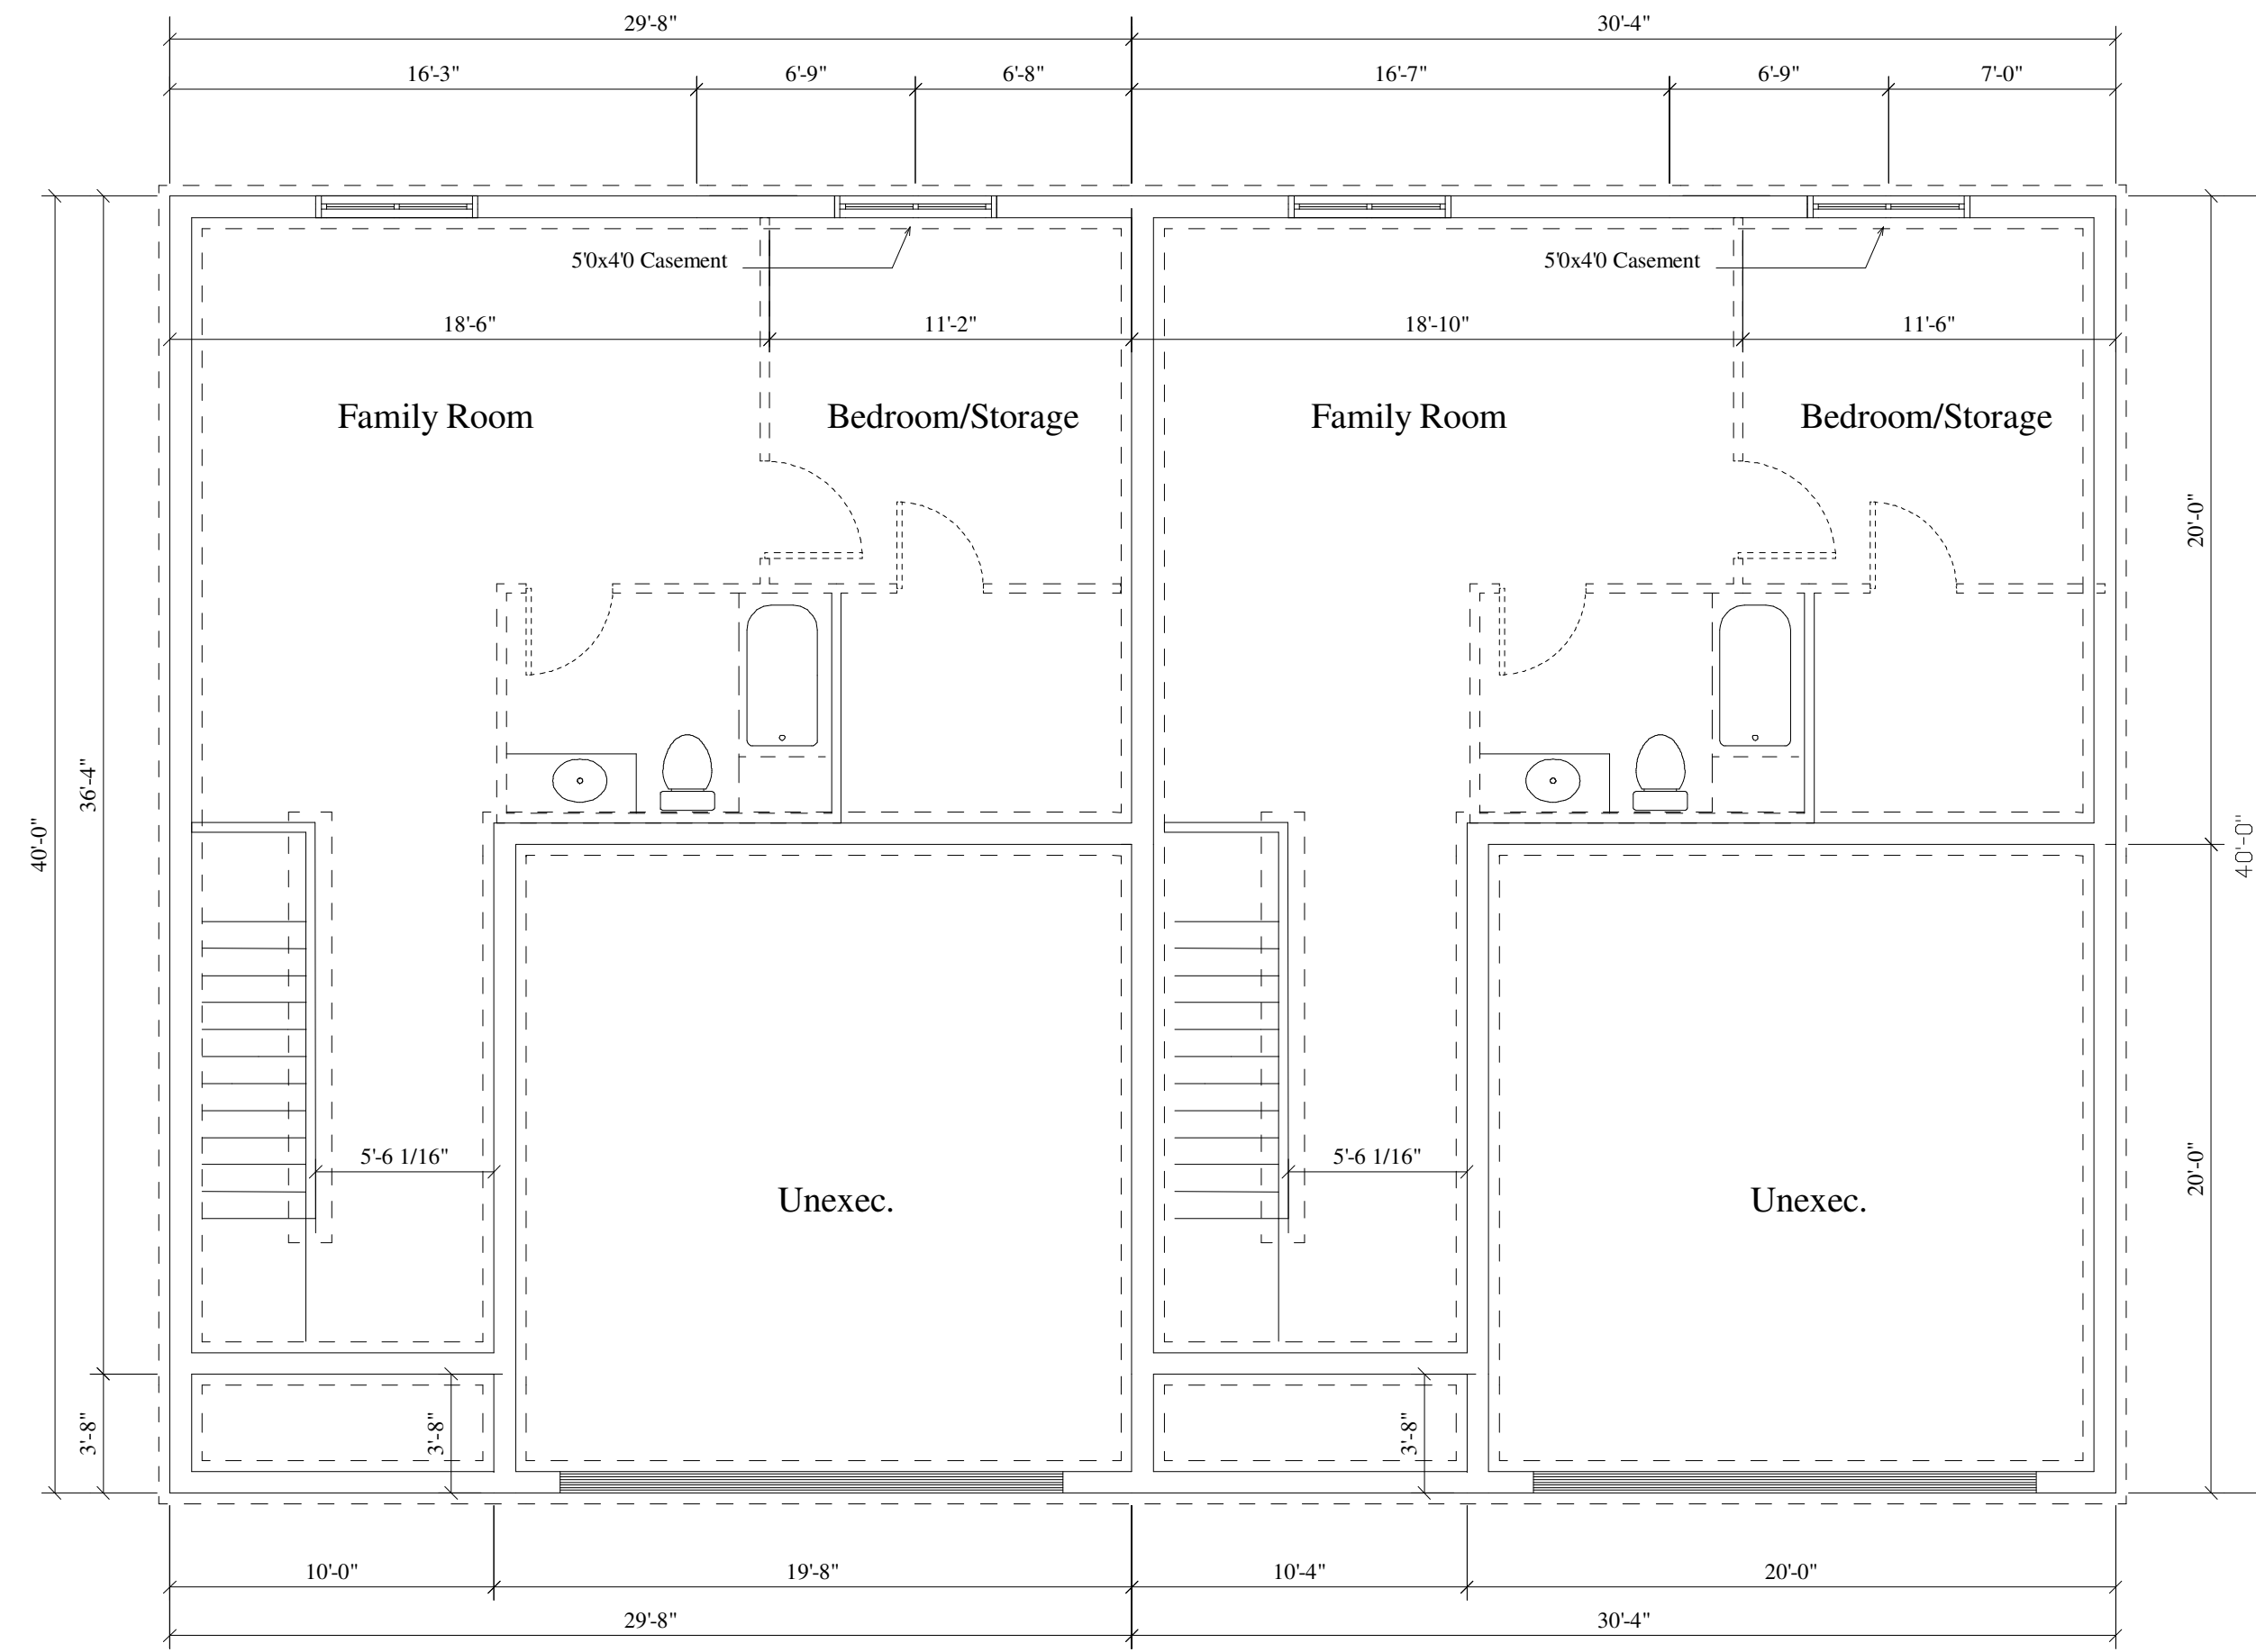 29'-8" 30'-4"
16'-3" 6'-9" 6'-8" 16'-7" 6'-9" 7'-0"
5'0x4'0 Casement 5'0x4'0 Casement
18'-6" 11'-2" 18'-10" 11'-6"
Family Room Bedroom/Storage Family Room Bedroom/Storage
20'-0"
36'-4"
40'-0" 40'-0"
5'-6 1/16" 5'-6 1/16"
20'-0"
Unexec. Unexec.
3'-8" 3'-8" 3'-8"
10'-0" 19'-8" 10'-4" 20'-0"
29'-8" 30'-4"